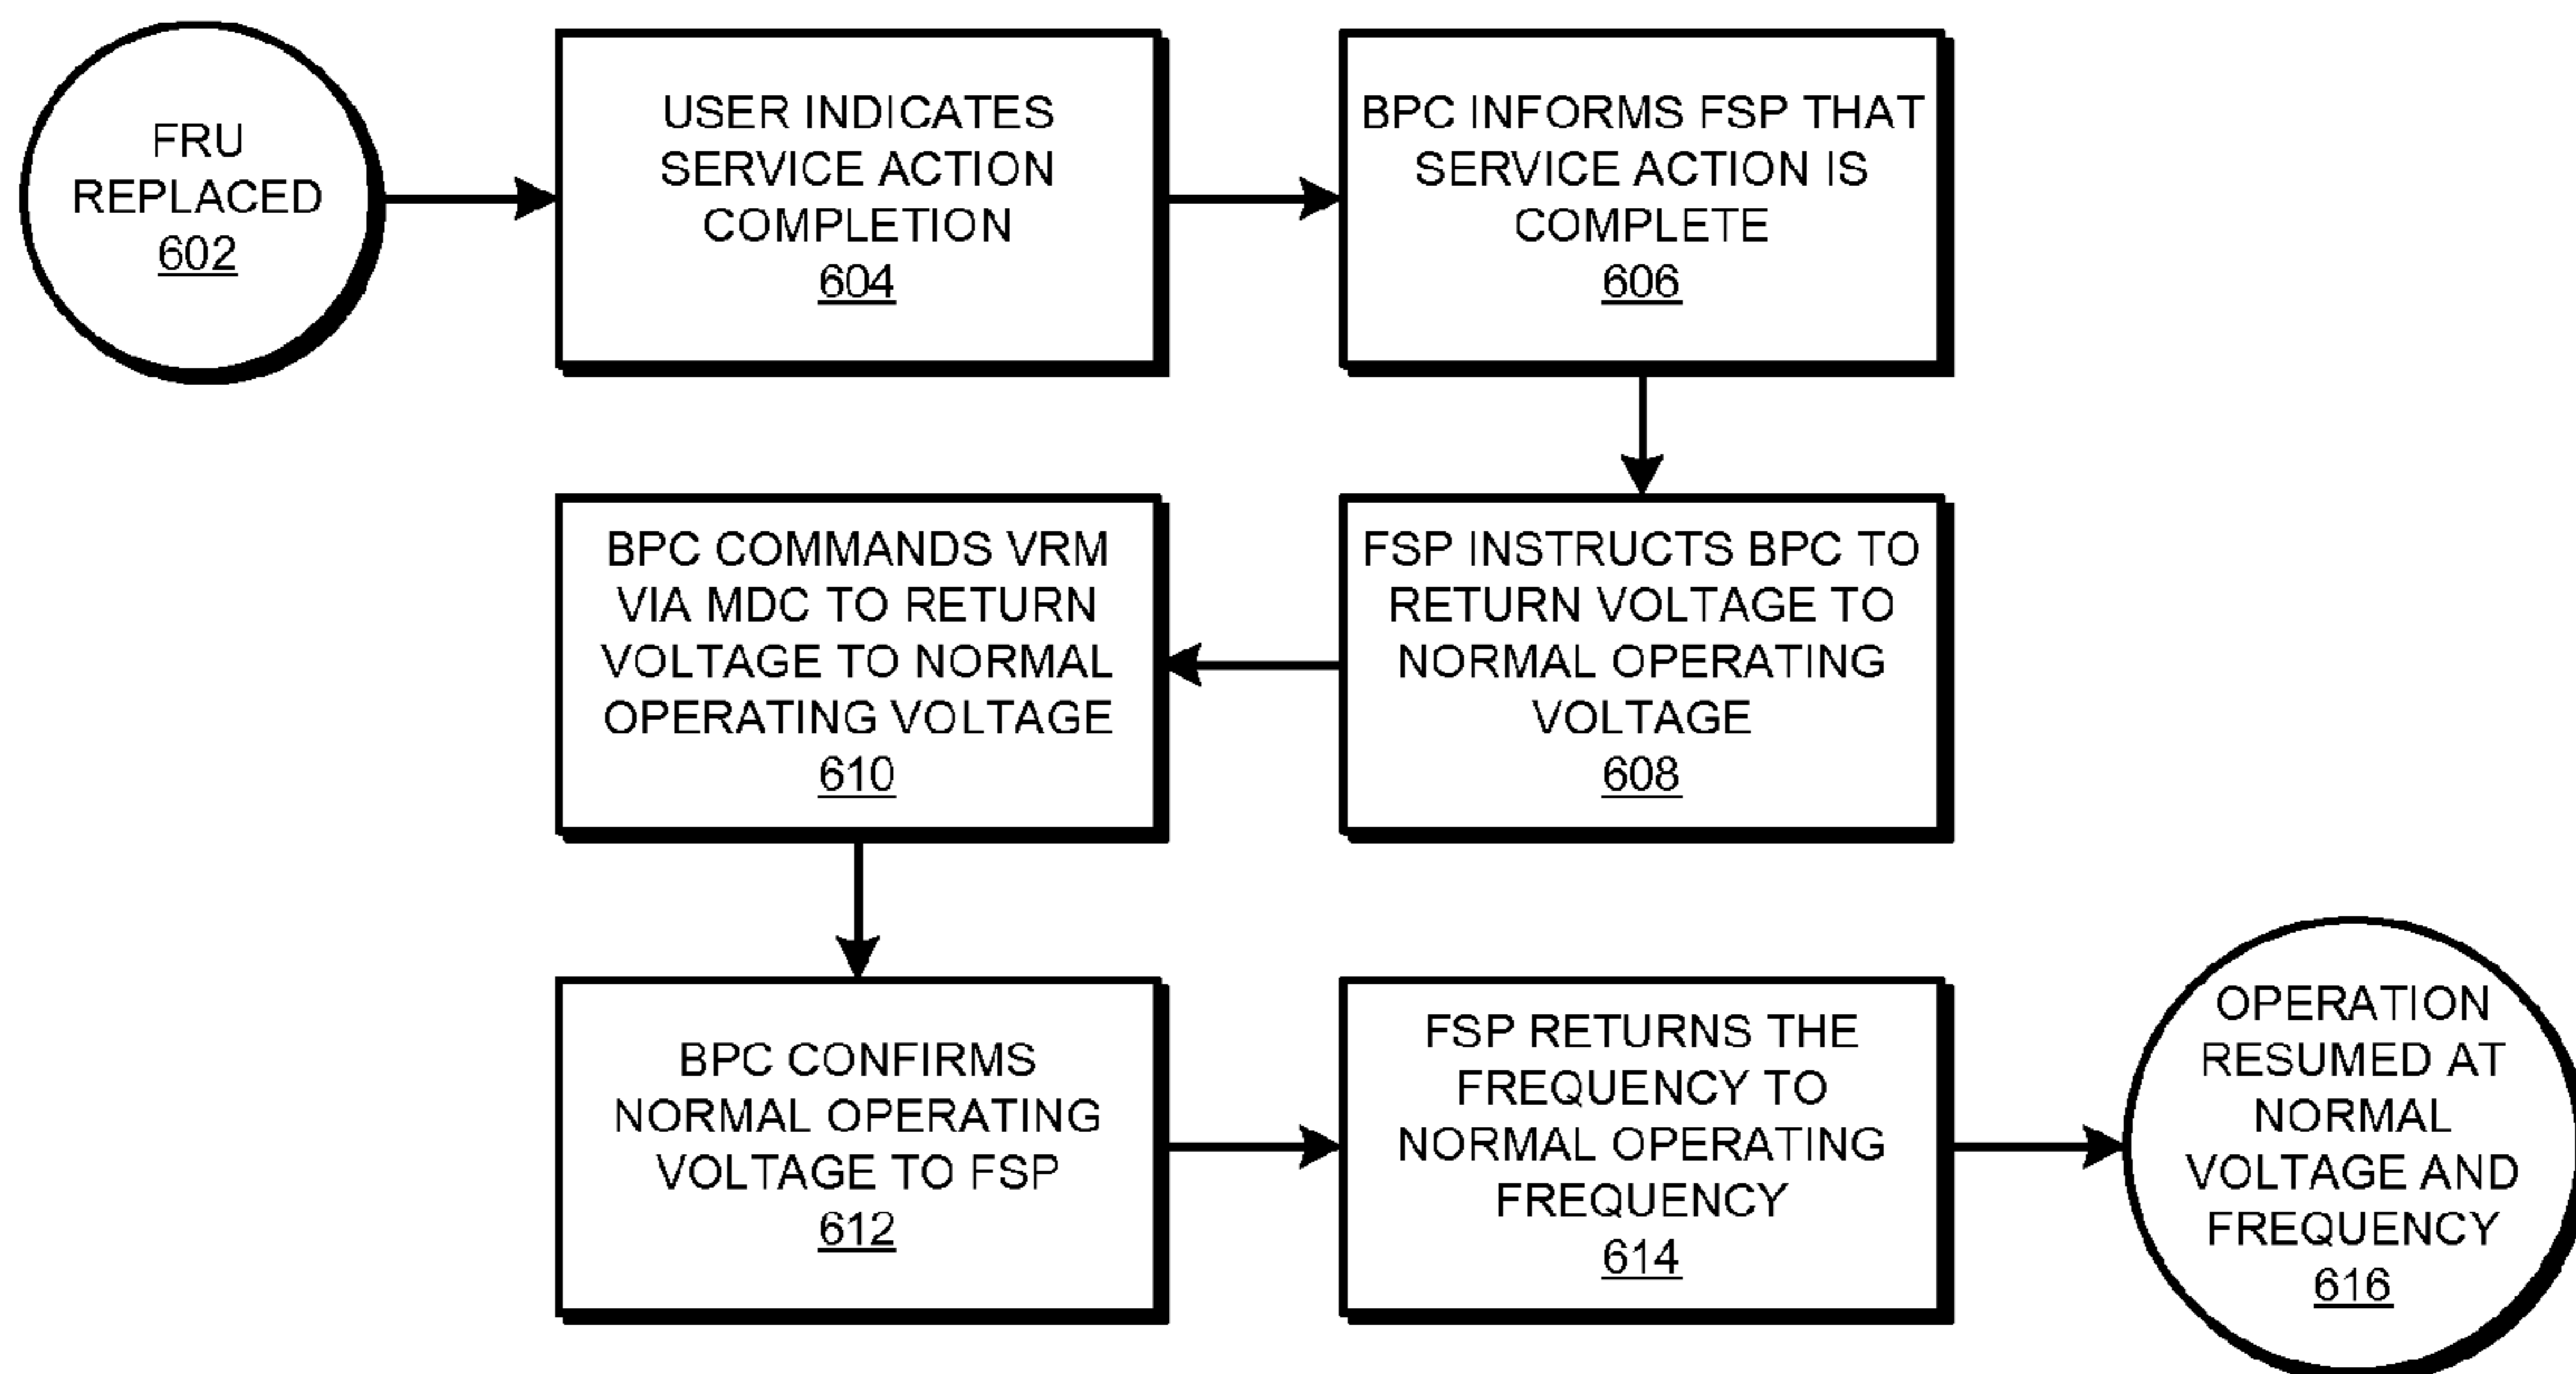 FRU
REPLACED
602
USER INDICATES
SERVICE ACTION
COMPLETION
604
BPC INFORMS FSP THAT
SERVICE ACTION IS
COMPLETE
606
FSP INSTRUCTS BPC TO
RETURN VOLTAGE TO
NORMAL OPERATING
VOLTAGE
608
BPC COMMANDS VRM
VIA MDC TO RETURN
VOLTAGE TO NORMAL
OPERATING VOLTAGE
610
BPC CONFIRMS
NORMAL OPERATING
VOLTAGE TO FSP
612
FSP RETURNS THE
FREQUENCY TO
NORMAL OPERATING
FREQUENCY
614
OPERATION
RESUMED AT
NORMAL
VOLTAGE AND
FREQUENCY
616